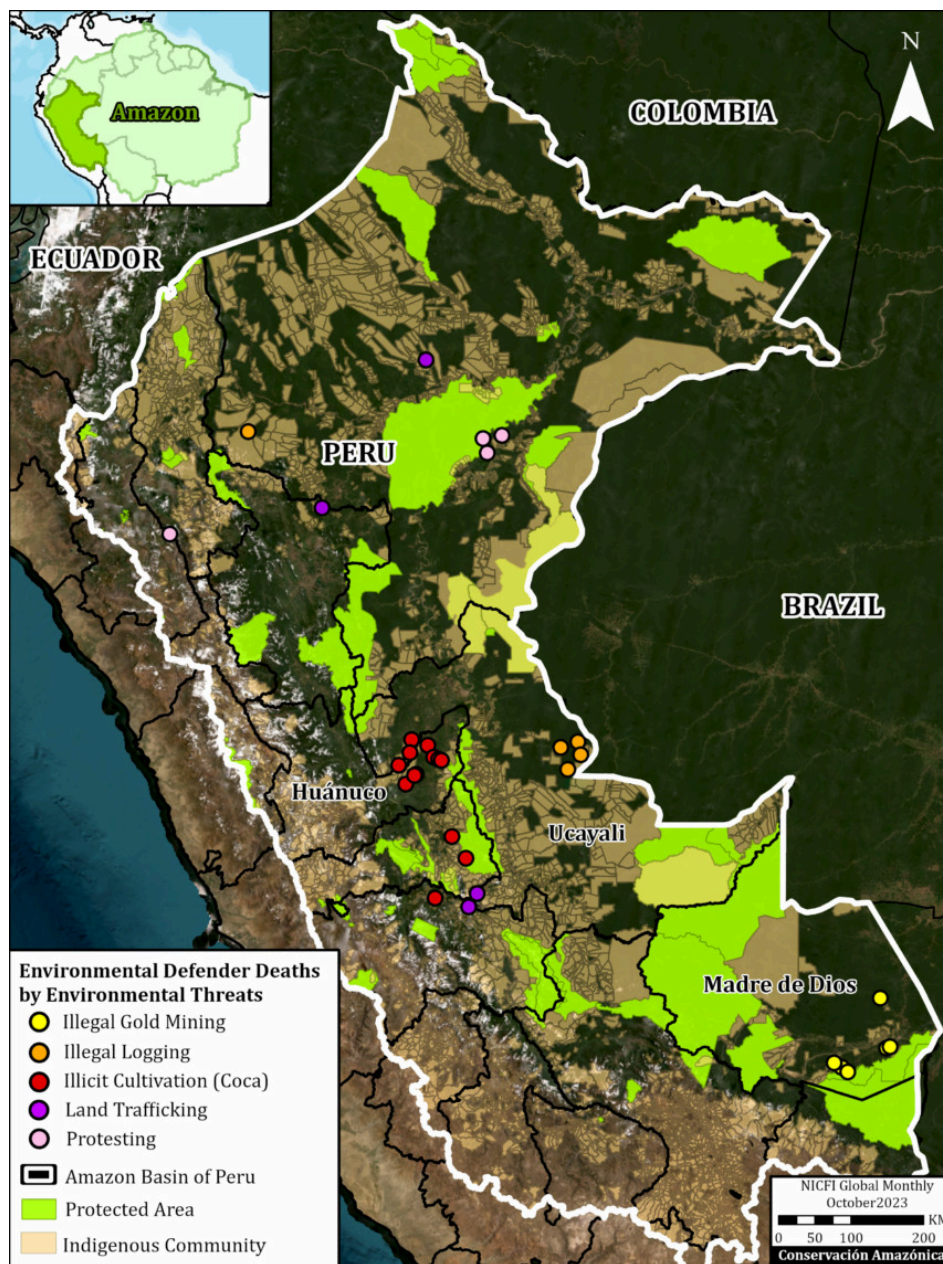 Amazon
N
COLOMBIA
ECUADOR
PERU
BRAZIL
Huánuco
Ucayali
Madre de Dios
Environmental Defender Deaths
by Environmental Threats
Illegal Gold Mining
Illegal Logging
Illicit Cultivation (Coca)
Land Trafficking
Protesting
Amazon Basin of Peru
Protected Area
Indigenous Community
NICFI Global Monthly
October2023
KM
0 50 100 200
Conservación Amazónica